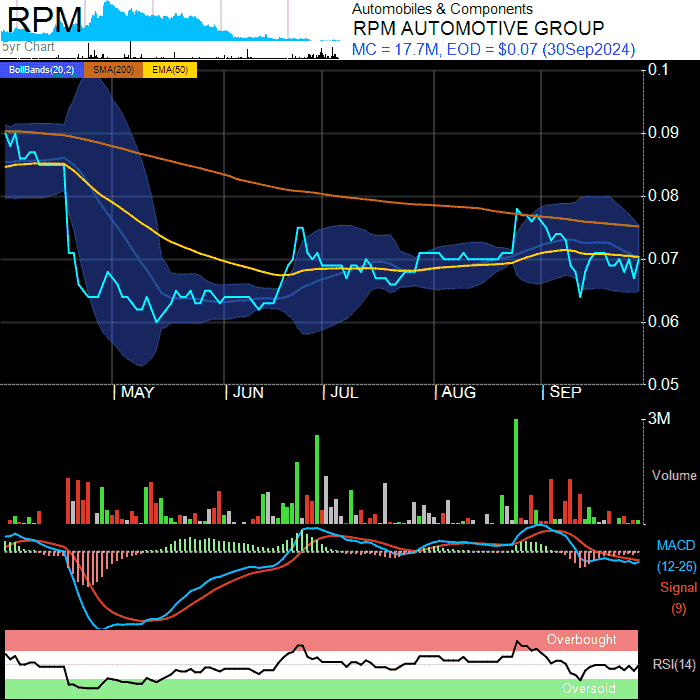 RPM
5yr Chart
Automobiles & Components
RPM AUTOMOTIVE GROUP
MC = 17.7M, EOD = $0.07 (30Sep2024)
BollBands(20,2) SMA(200) EMA(50)
0.1
0.09
0.08
0.07
0.06
0.05
MAY JUN JUL AUG SEP
3M
Volume
MACD
(12-26)
Signal
(9)
Overbought
RSI(14)
Oversold